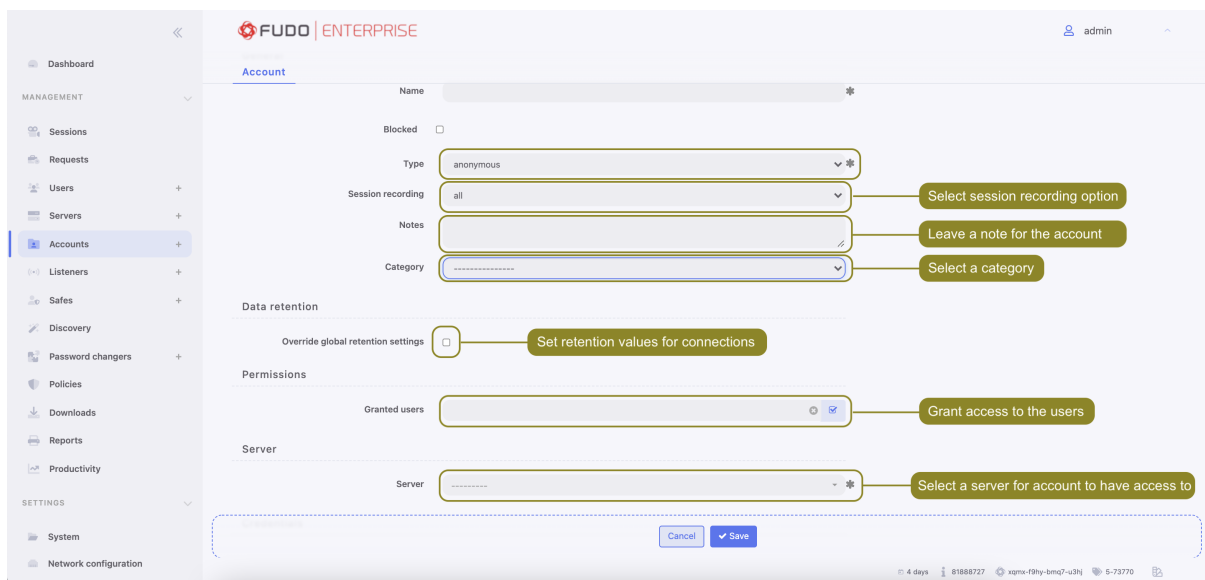 FUDO ENTERPRISE
admin
Dashboard
Account
MANAGEMENT
Name
*
Sessions
Blocked
Requests
Type
anonymous
*
Users
+
Session recording
all
Select session recording option
Servers
+
Notes
Leave a note for the account
Accounts
+
Category
---------------
Select a category
Listeners
+
Safes
+
Data retention
Discovery
Override global retention settings
Set retention values for connections
Password changers
+
Permissions
Policies
Downloads
Granted users
Grant access to the users
Reports
Server
Productivity
Server
---------
*
Select a server for account to have access to
SETTINGS
System
Cancel
Save
Network configuration
4 days
81888727
xqmx-f9hy-bmq7-u3hj
5-73770